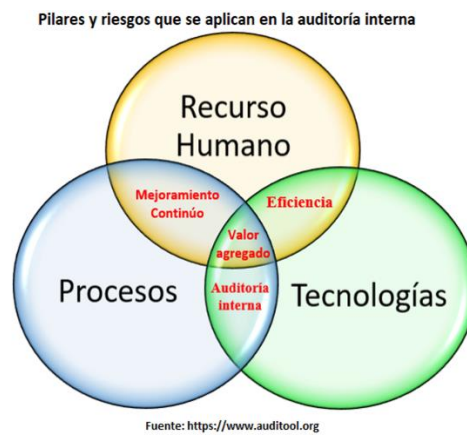 Pilares y riesgos que se aplican en la auditoría interna
Recurso
Humano
Mejoramiento
Continúo
Eficiencia
Valor
agregado
Procesos
Auditoría
interna
Tecnologías
Fuente: https://www.auditool.org